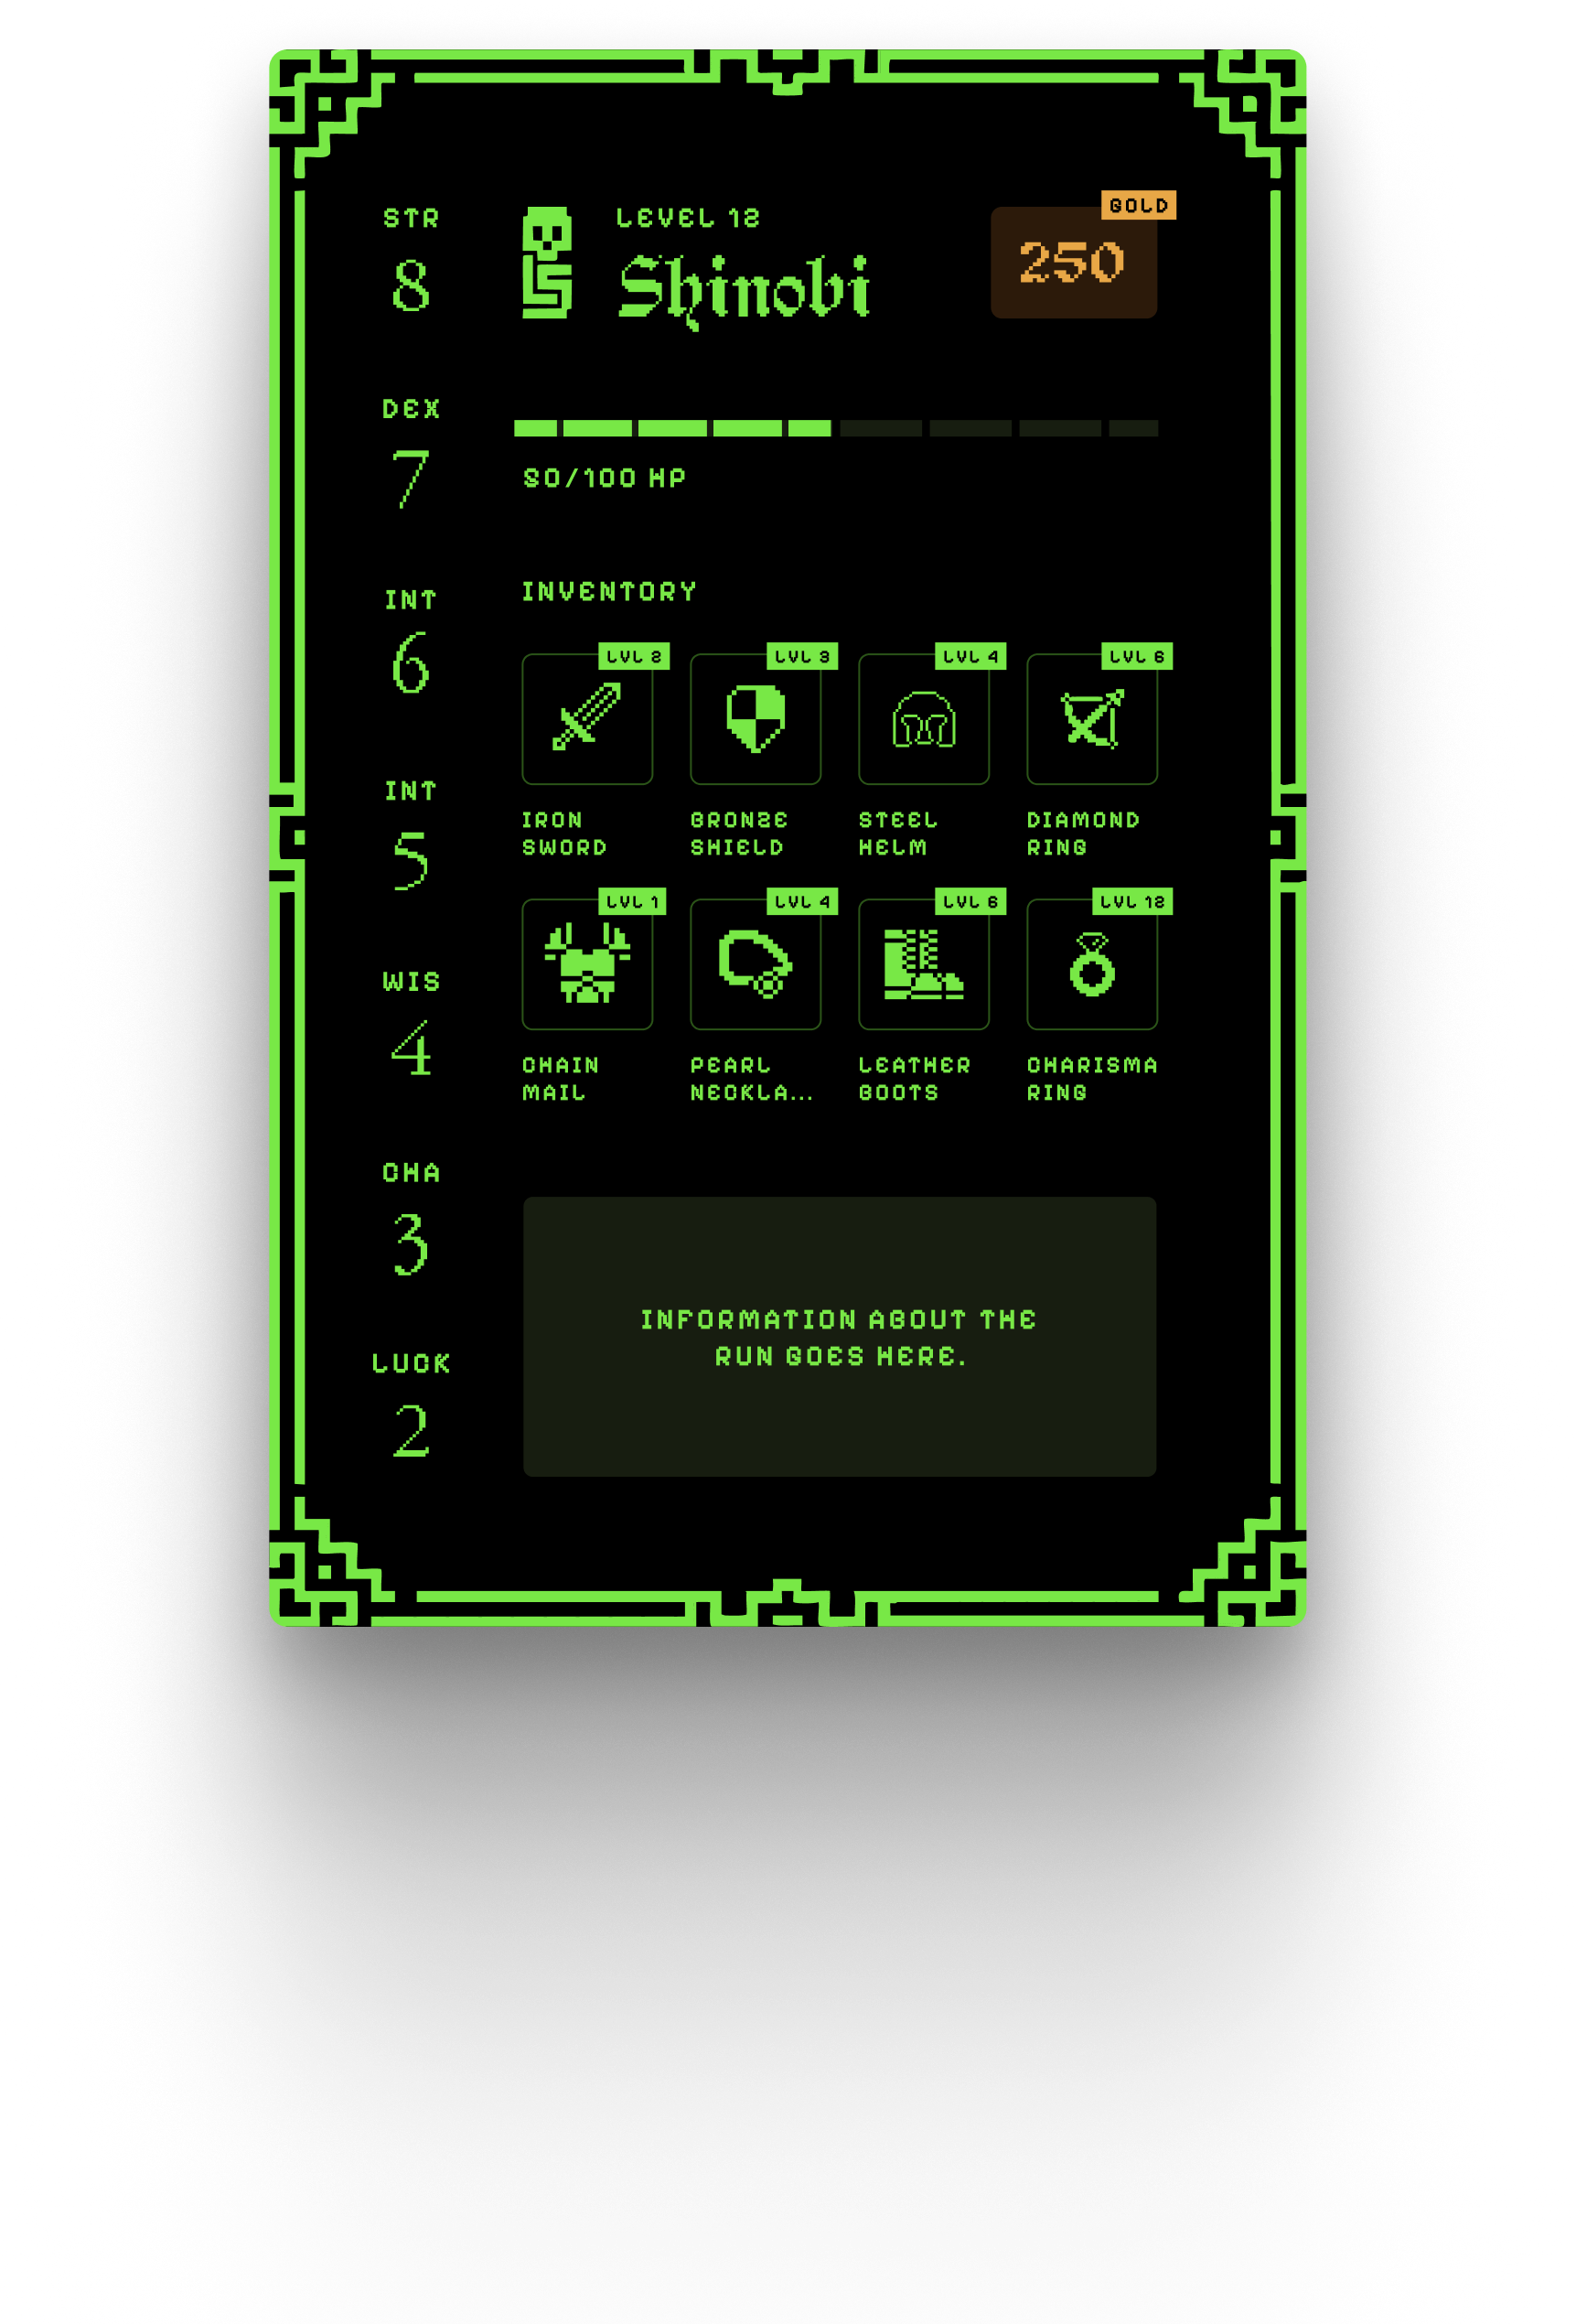 STR
8
DEX
7
INT
6
INT
5
WIS
4
CHA
3
LUCK
2
LEVEL 12
Shinobi
GOLD
250
80/100 HP
INVENTORY
LVL 2
IRON
SWORD
LVL 3
BRONZE
SHIELD
LVL 4
STEEL
HELM
LVL 6
DIAMOND
RING
LVL 1
CHAIN
MAIL
LVL 4
PEARL
NECKLA...
LVL 6
LEATHER
BOOTS
LVL 12
CHARISMA
RING
INFORMATION ABOUT THE
RUN GOES HERE.